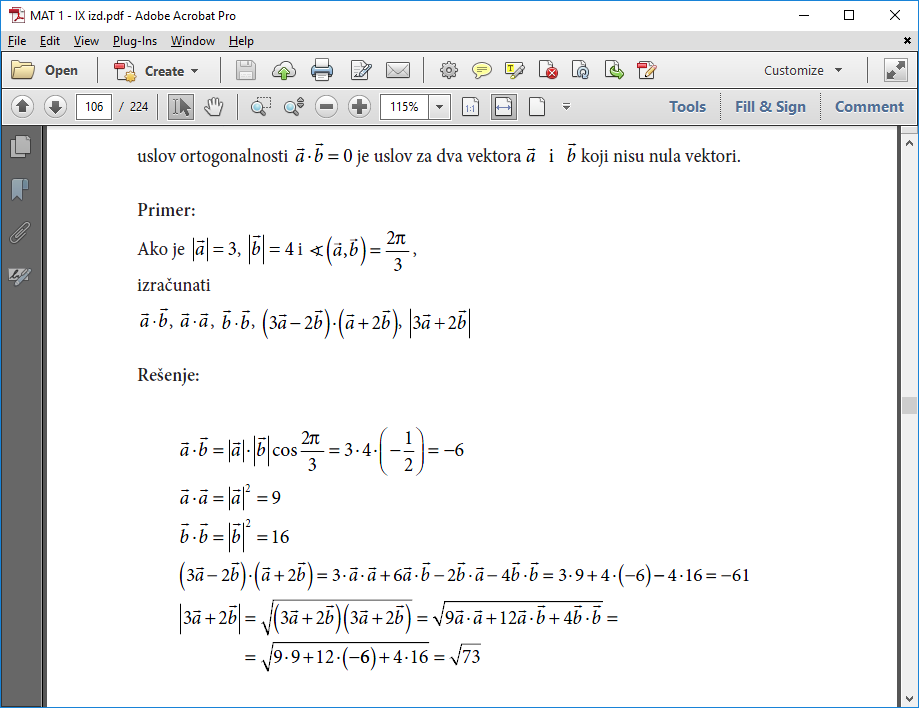 MAT 1 - IX izd.pdf - Adobe Acrobat Pro
File Edit View Plug-Ins Window Help
Open Create Customize
106 / 224 115% 1:1 Tools Fill & Sign Comment
uslov ortogonalnosti a⃗·b⃗ = 0 je uslov za dva vektora a⃗ i b⃗ koji nisu nula vektori.
Primer:
Ako je |a⃗| = 3, |b⃗| = 4 i ∢(a⃗,b⃗) = 2π/3,
izračunati
a⃗·b⃗, a⃗·a⃗, b⃗·b⃗, (3a⃗ − 2b⃗)·(a⃗ + 2b⃗), |3a⃗ + 2b⃗|
Rešenje:
a⃗·b⃗ = |a⃗|·|b⃗| cos 2π/3 = 3·4·(−1/2) = −6
a⃗·a⃗ = |a⃗|² = 9
b⃗·b⃗ = |b⃗|² = 16
(3a⃗ − 2b⃗)·(a⃗ + 2b⃗) = 3·a⃗·a⃗ + 6a⃗·b⃗ − 2b⃗·a⃗ − 4b⃗·b⃗ = 3·9 + 4·(−6) − 4·16 = −61
|3a⃗ + 2b⃗| = √((3a⃗ + 2b⃗)(3a⃗ + 2b⃗)) = √(9a⃗·a⃗ + 12a⃗·b⃗ + 4b⃗·b⃗) =
= √(9·9 + 12·(−6) + 4·16) = √73